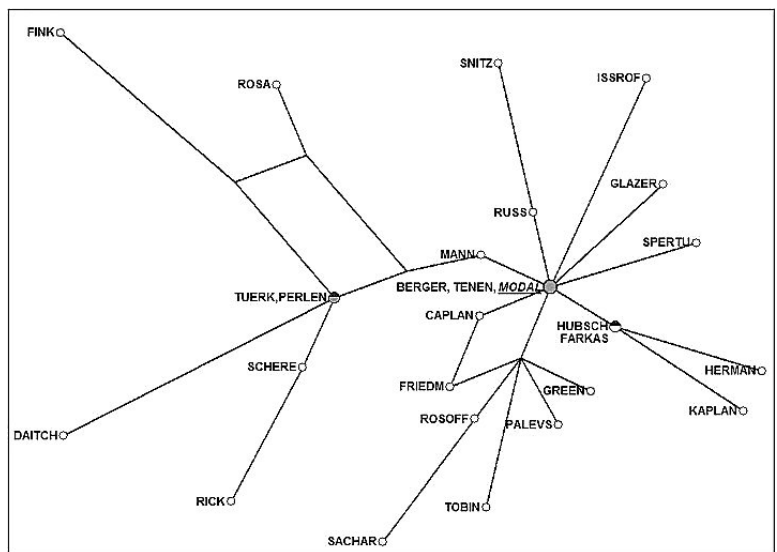 FINK
SNITZ
ISSROF
ROSA
GLAZER
RUSS
SPERTU
MANN
BERGER, TENEN, MODAL
TUERK,PERLEN
CAPLAN
HUBSCH
FARKAS
SCHERE
HERMAN
FRIEDM
GREEN
KAPLAN
ROSOFF
PALEVS
DAITCH
RICK
TOBIN
SACHAR